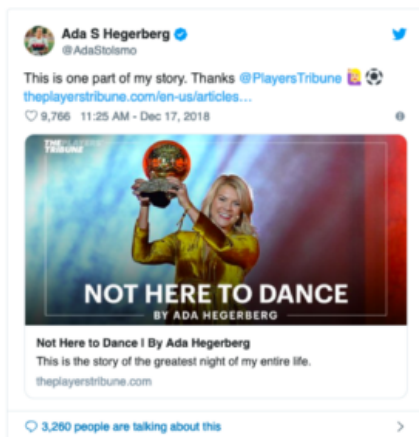 Ada S Hegerberg
@AdaStolsmo
This is one part of my story. Thanks @PlayersTribune
theplayerstribune.com/en-us/articles…
9,766 11:25 AM - Dec 17, 2018
THE PLAYERS
TRIBUNE
NOT HERE TO DANCE
BY ADA HEGERBERG
Not Here to Dance | By Ada Hegerberg
This is the story of the greatest night of my entire life.
theplayerstribune.com
3,260 people are talking about this